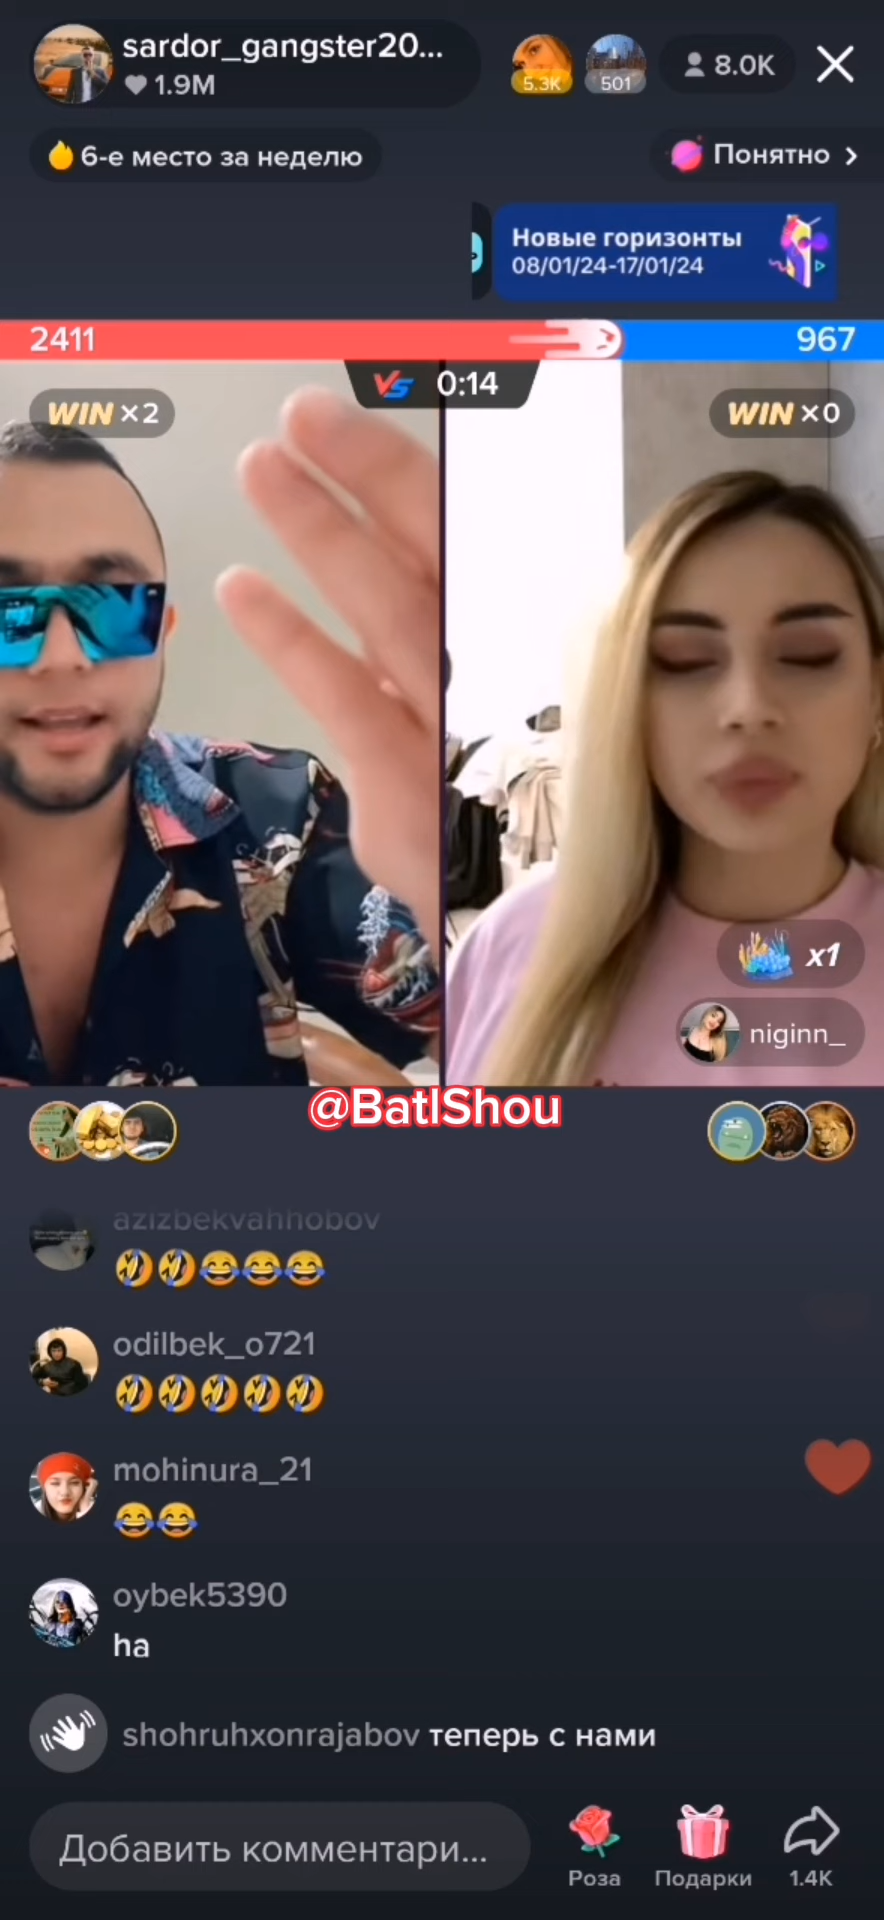 sardor_gangster20...
1.9M
5.3K
501
8.0K
6-е место за неделю
Понятно
Новые горизонты
08/01/24-17/01/24
2411
967
VS 0:14
WIN ×2
WIN ×0
x1
niginn_
@BatlShou
azizbekvahhobov
🤣🤣😂😂😂
odilbek_o721
🤣🤣🤣🤣🤣
mohinura_21
😂😂
oybek5390
ha
shohruhxonrajabov теперь с нами
Добавить комментари...
Роза
Подарки
1.4K